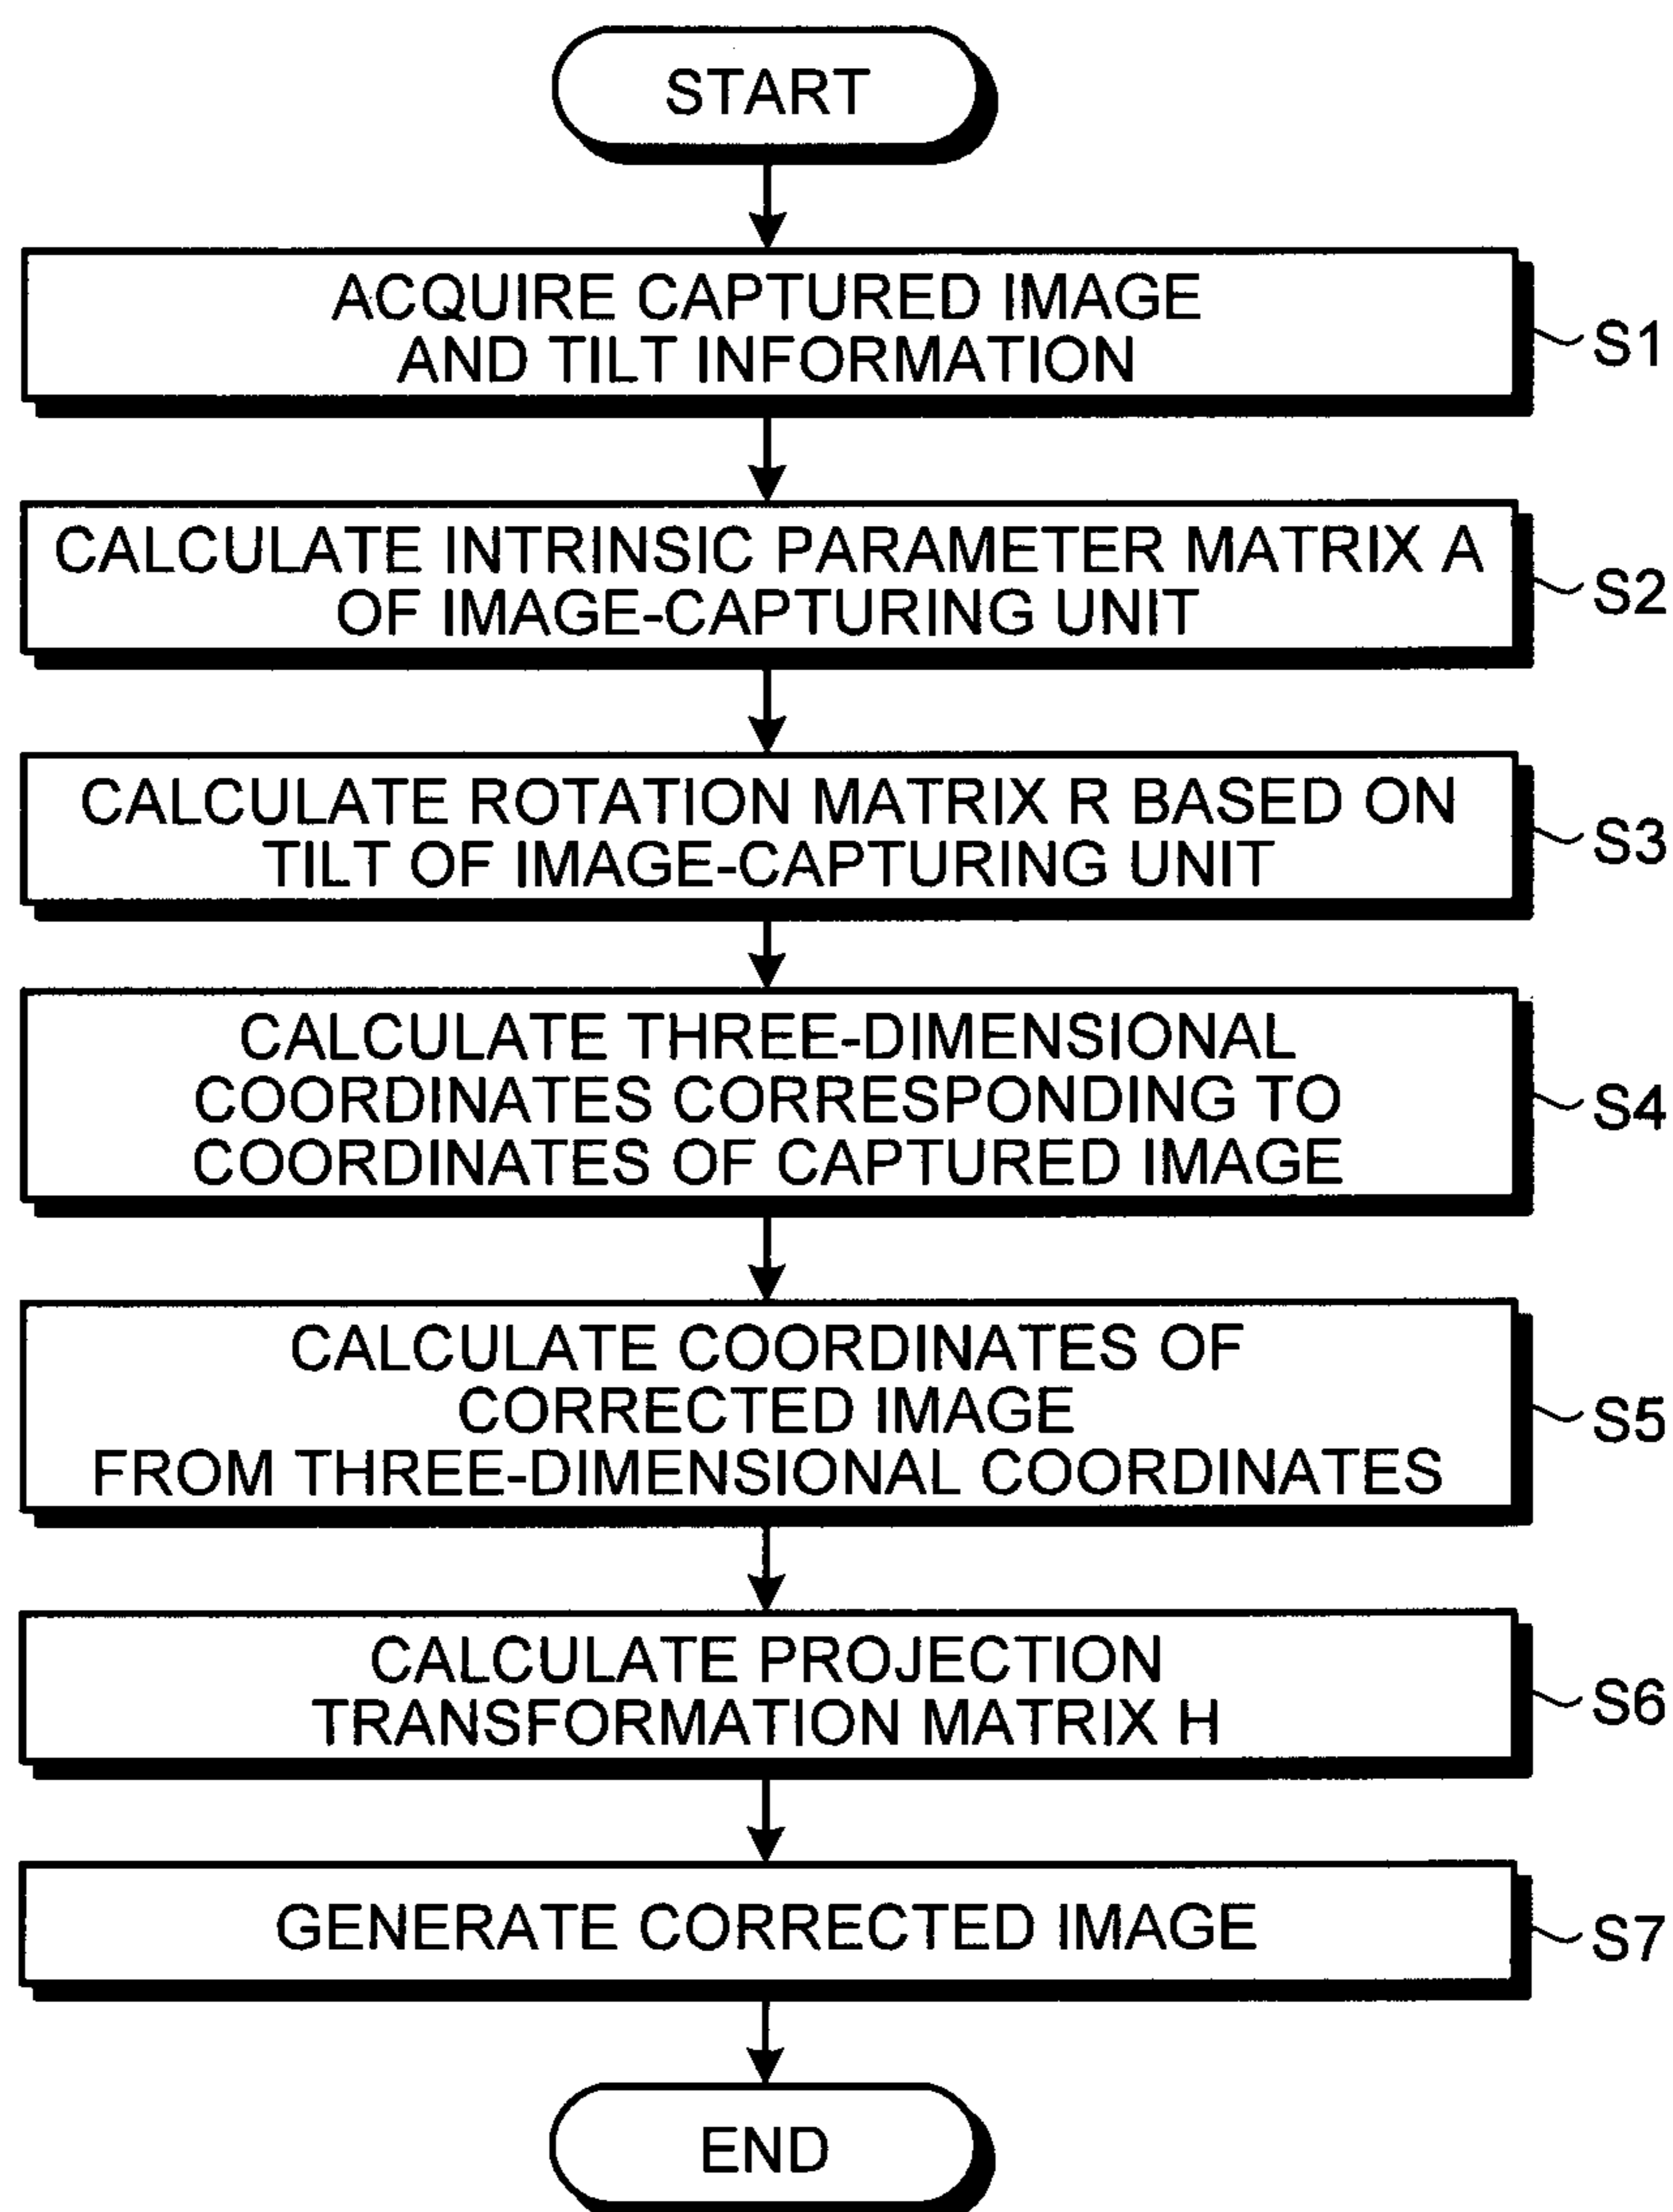 START
ACQUIRE CAPTURED IMAGE
AND TILT INFORMATION
S1
CALCULATE INTRINSIC PARAMETER MATRIX A
OF IMAGE-CAPTURING UNIT
S2
CALCULATE ROTATION MATRIX R BASED ON
TILT OF IMAGE-CAPTURING UNIT
S3
CALCULATE THREE-DIMENSIONAL
COORDINATES CORRESPONDING TO
COORDINATES OF CAPTURED IMAGE
S4
CALCULATE COORDINATES OF
CORRECTED IMAGE
FROM THREE-DIMENSIONAL COORDINATES
S5
CALCULATE PROJECTION
TRANSFORMATION MATRIX H
S6
GENERATE CORRECTED IMAGE
S7
END